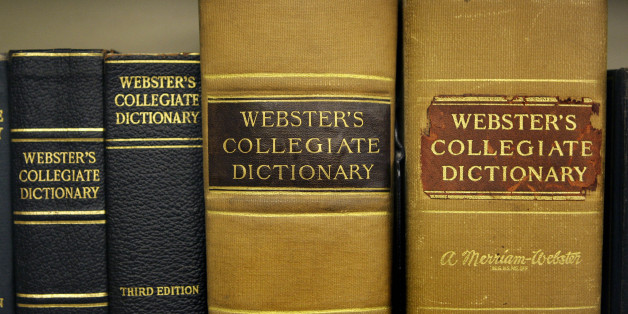 WEBSTER'S
COLLEGIATE
DICTIONARY
WEBSTER'S
COLLEGIATE
DICTIONARY
THIRD EDITION
WEBSTER'S
COLLEGIATE
DICTIONARY
WEBSTER'S
COLLEGIATE
DICTIONARY
A Merriam-Webster